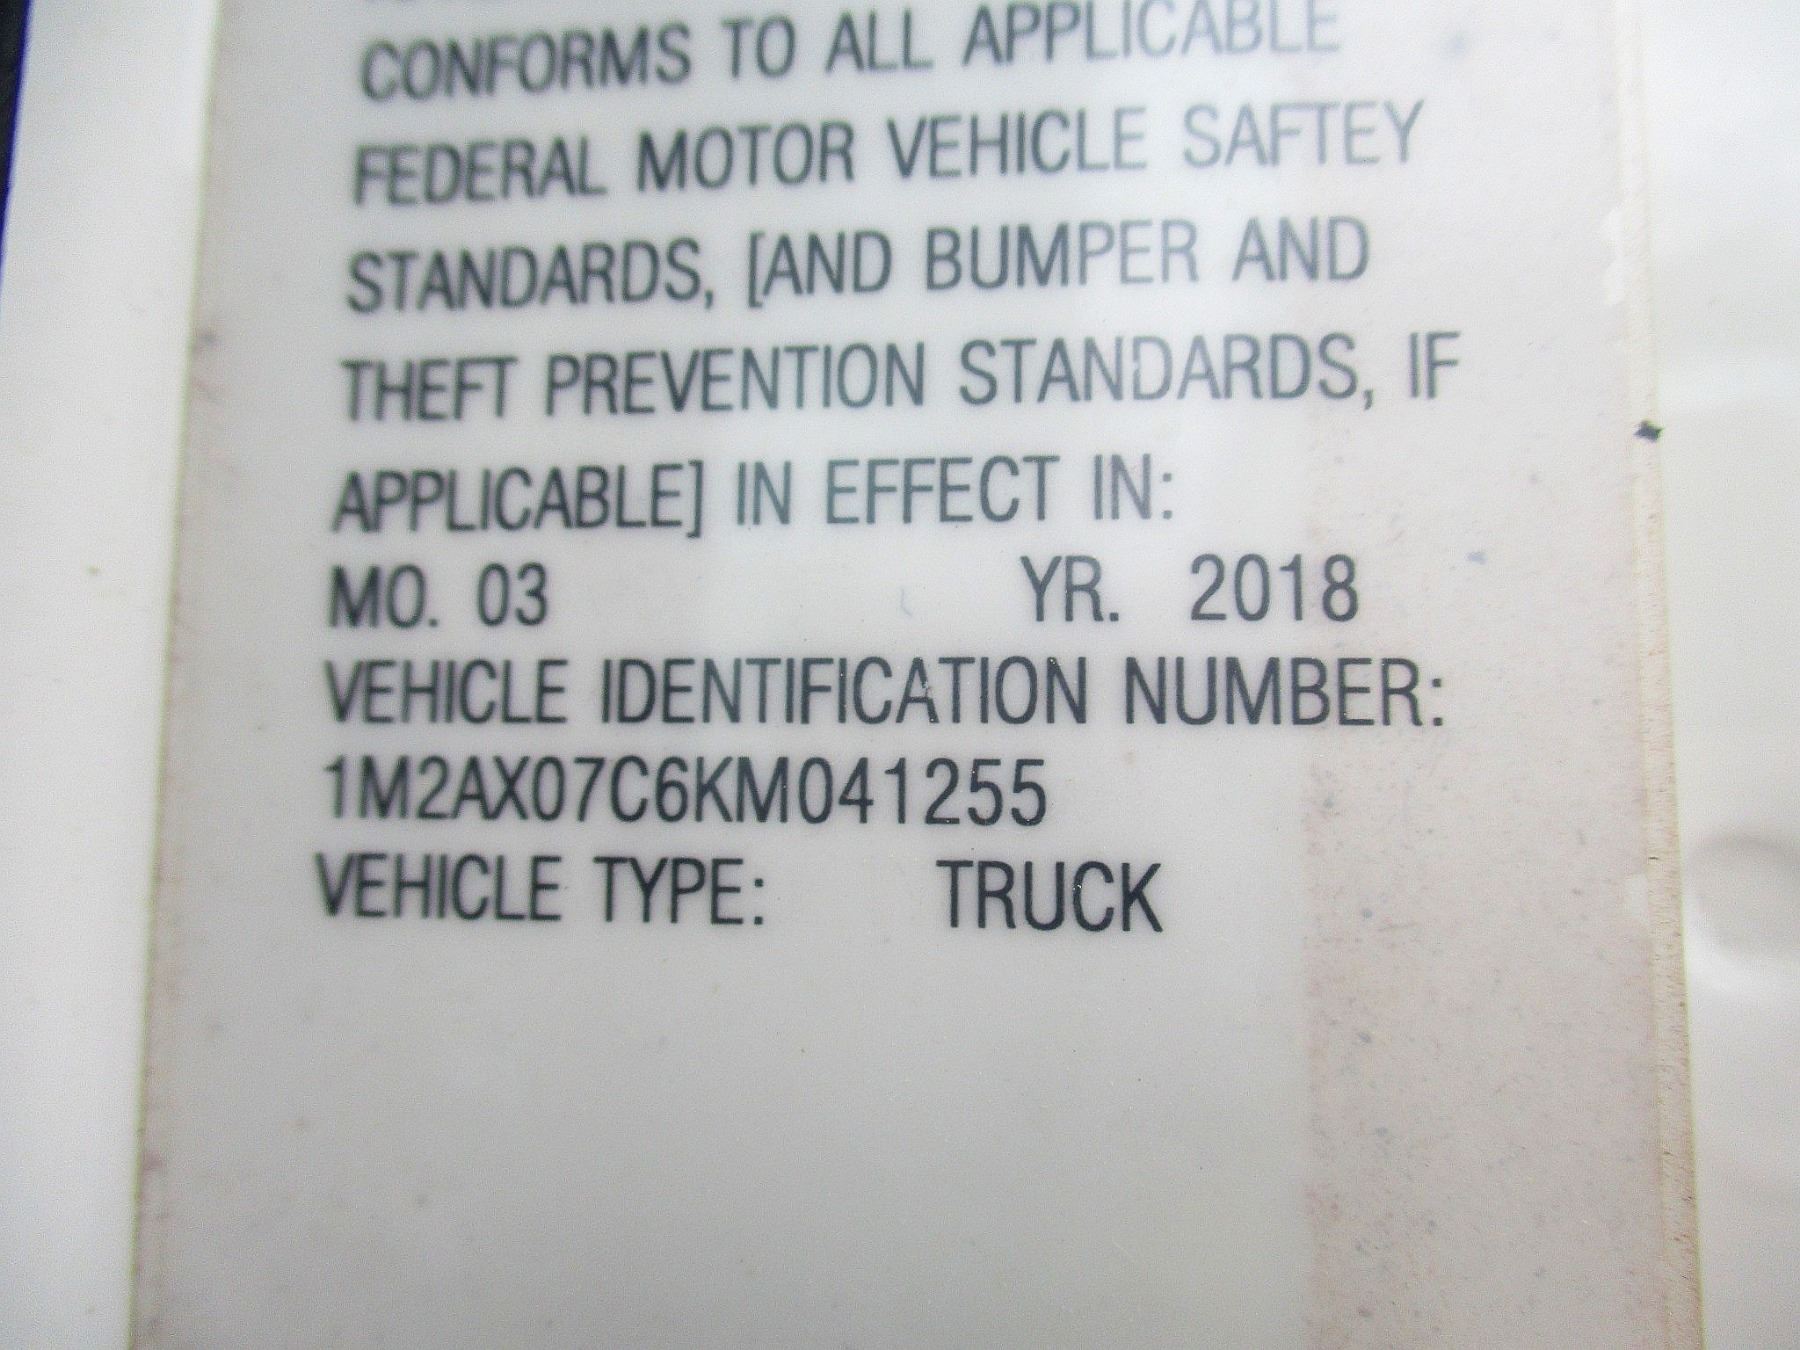 CONFORMS TO ALL APPLICABLE
FEDERAL MOTOR VEHICLE SAFTEY
STANDARDS, [AND BUMPER AND
THEFT PREVENTION STANDARDS, IF
APPLICABLE] IN EFFECT IN:
MO. 03 YR. 2018
VEHICLE IDENTIFICATION NUMBER:
1M2AX07C6KM041255
VEHICLE TYPE: TRUCK